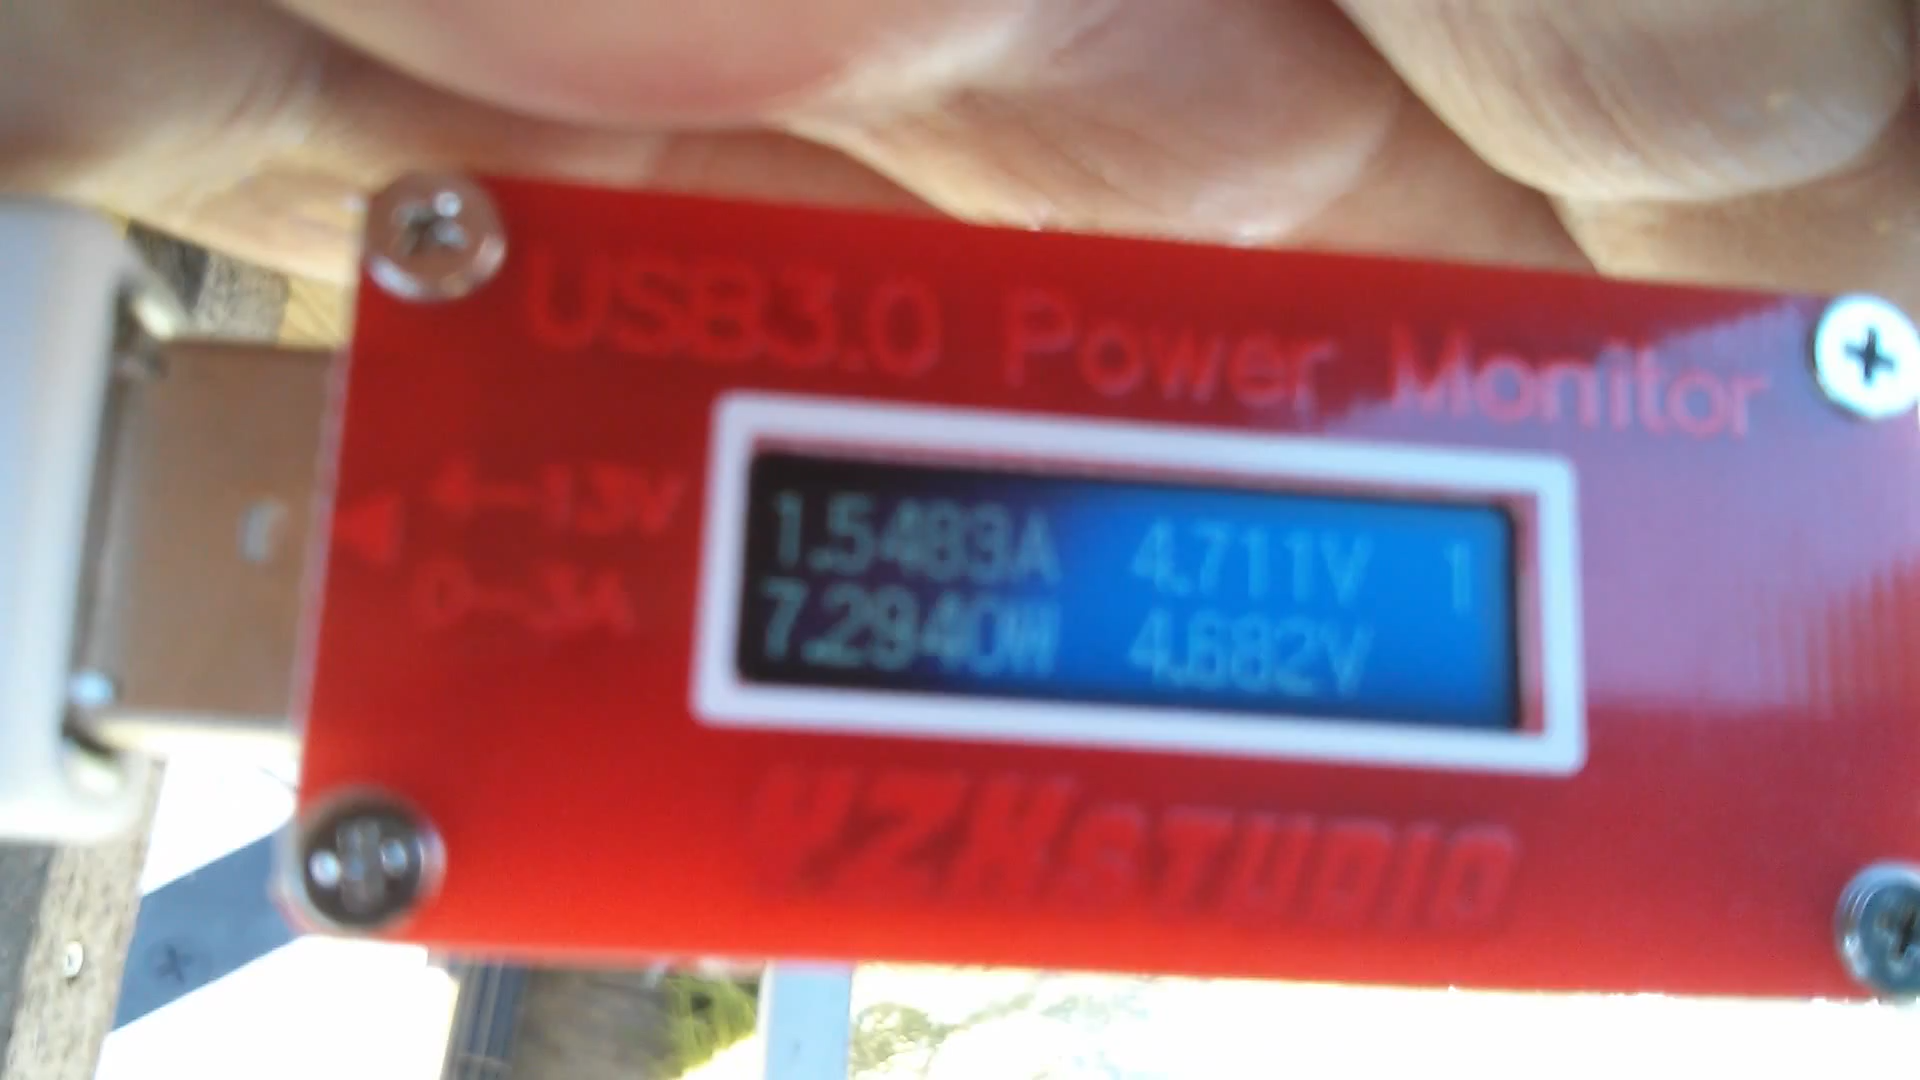 USB3.0 Power Monitor
4-13V
0-3A
1.5483A 4.711V 1
7.2940W 4.682V
YZXSTUDIO